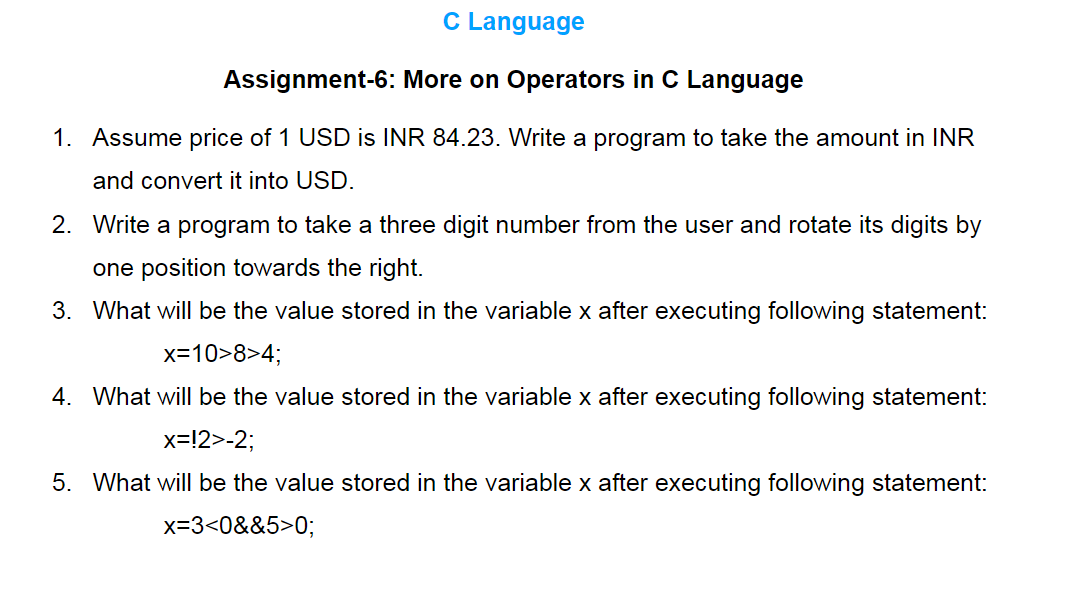 C Language
Assignment-6: More on Operators in C Language
1. Assume price of 1 USD is INR 84.23. Write a program to take the amount in INR
and convert it into USD.
2. Write a program to take a three digit number from the user and rotate its digits by
one position towards the right.
3. What will be the value stored in the variable x after executing following statement:
x=10>8>4;
4. What will be the value stored in the variable x after executing following statement:
x=!2>-2;
5. What will be the value stored in the variable x after executing following statement:
x=3<0&&5>0;